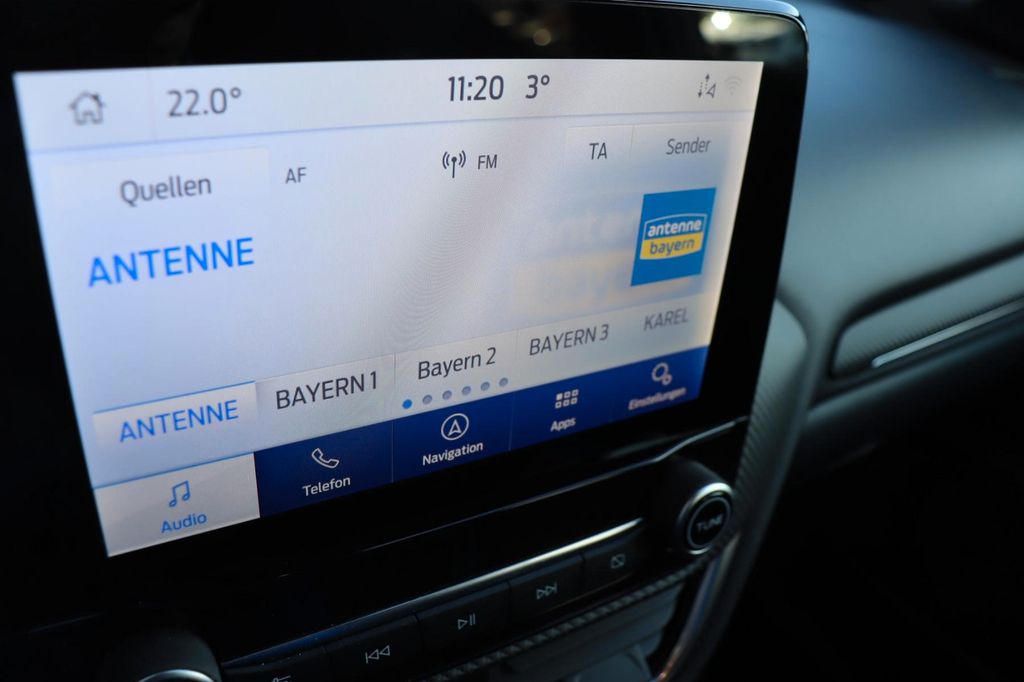 22.0° 11:20 3°
Quellen AF FM TA Sender
ANTENNE
antenne
bayern
ANTENNE BAYERN 1 Bayern 2 BAYERN 3 KAREL
Audio Telefon Navigation Apps Einstellungen
TUNE